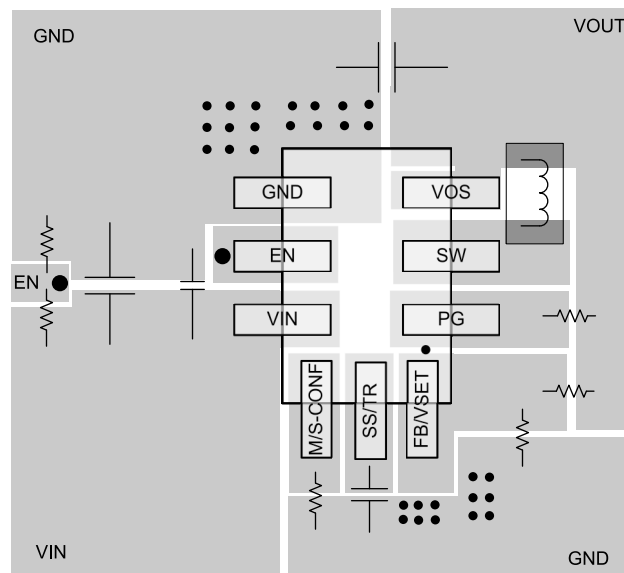 GND
VOUT
GND
VOS
EN
SW
EN
VIN
PG
M/S-CONF
SS/TR
FB/VSET
VIN
GND